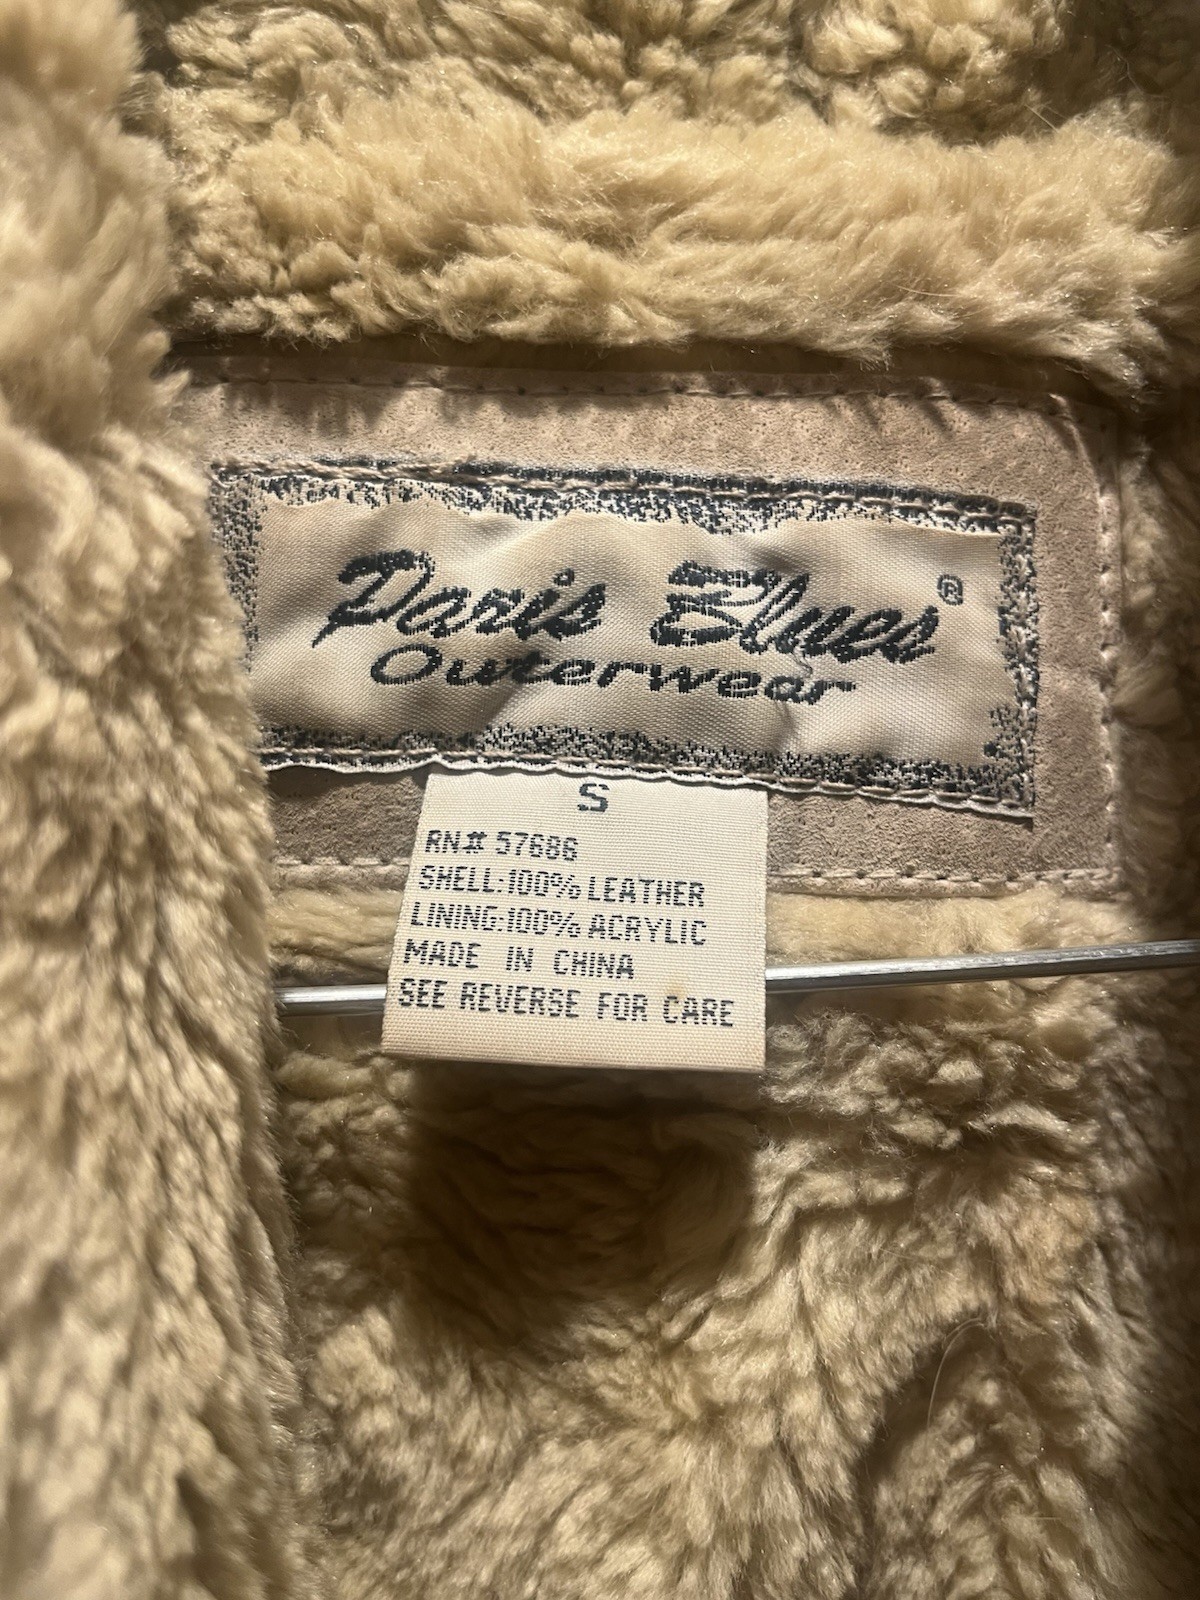 Paris Blues®
Outerwear
S
RN# 57686
SHELL:100% LEATHER
LINING:100% ACRYLIC
MADE IN CHINA
SEE REVERSE FOR CARE